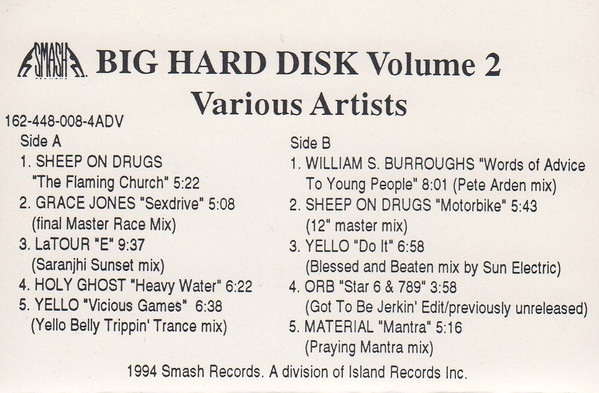 SMASH
RECORDS
BIG HARD DISK Volume 2
Various Artists
162-448-008-4ADV
Side A
1. SHEEP ON DRUGS
"The Flaming Church" 5:22
2. GRACE JONES "Sexdrive" 5:08
(final Master Race Mix)
3. LaTOUR "E" 9:37
(Saranjhi Sunset mix)
4. HOLY GHOST "Heavy Water" 6:22
5. YELLO "Vicious Games" 6:38
(Yello Belly Trippin' Trance mix)
Side B
1. WILLIAM S. BURROUGHS "Words of Advice
To Young People" 8:01 (Pete Arden mix)
2. SHEEP ON DRUGS "Motorbike" 5:43
(12" master mix)
3. YELLO "Do It" 6:58
(Blessed and Beaten mix by Sun Electric)
4. ORB "Star 6 & 789" 3:58
(Got To Be Jerkin' Edit/previously unreleased)
5. MATERIAL "Mantra" 5:16
(Praying Mantra mix)
1994 Smash Records. A division of Island Records Inc.